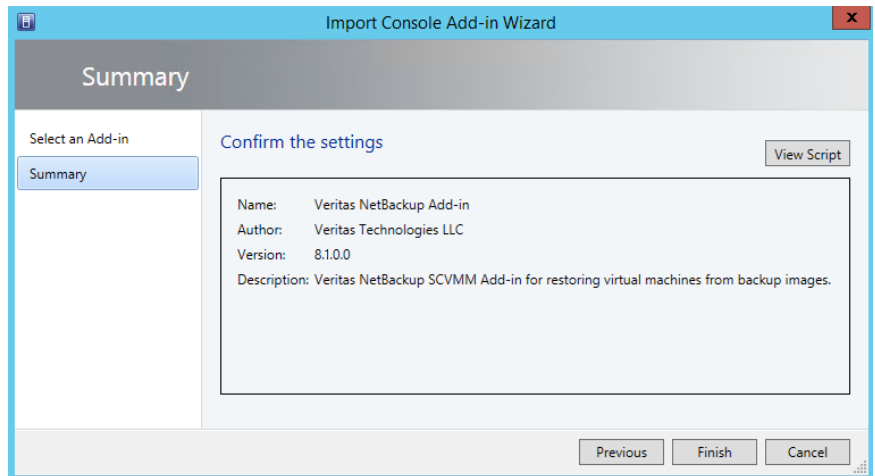 Import Console Add-in Wizard
x
Summary
Select an Add-in
Summary
Confirm the settings
View Script
Name: Veritas NetBackup Add-in
Author: Veritas Technologies LLC
Version: 8.1.0.0
Description: Veritas NetBackup SCVMM Add-in for restoring virtual machines from backup images.
Previous Finish Cancel